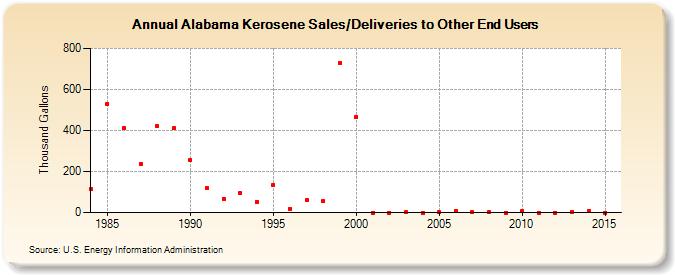 Annual Alabama Kerosene Sales/Deliveries to Other End Users
Thousand Gallons
800
600
400
200
0
1985 1990 1995 2000 2005 2010 2015
Source: U.S. Energy Information Administration